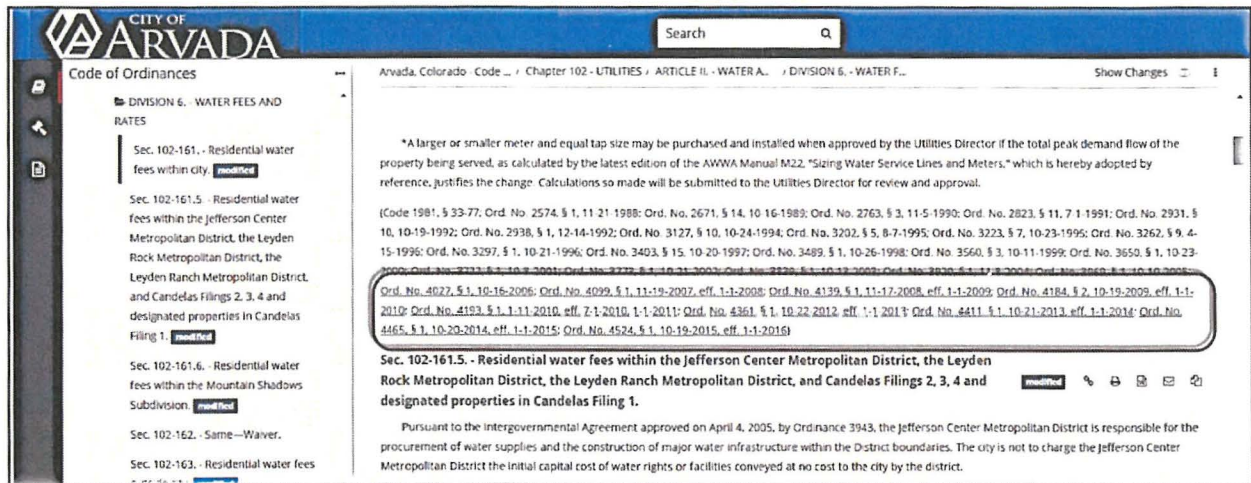 CITY OF
ARVADA
Search
Code of Ordinances
Arvada, Colorado - Code ... / Chapter 102 - UTILITIES / ARTICLE II. - WATER A... / DIVISION 6. - WATER F...
Show Changes
DIVISION 6. - WATER FEES AND
RATES
Sec. 102-161. - Residential water
fees within city. modified
Sec. 102-161.5. - Residential water
fees within the Jefferson Center
Metropolitan District, the Leyden
Rock Metropolitan District, the
Leyden Ranch Metropolitan District,
and Candelas Filings 2, 3, 4 and
designated properties in Candelas
Filing 1. modified
Sec. 102-161.6. - Residential water
fees within the Mountain Shadows
Subdivision. modified
Sec. 102-162. - Same—Waiver.
Sec. 102-163. - Residential water fees
*A larger or smaller meter and equal tap size may be purchased and installed when approved by the Utilities Director if the total peak demand flow of the
property being served, as calculated by the latest edition of the AWWA Manual M22, "Sizing Water Service Lines and Meters," which is hereby adopted by
reference, justifies the change. Calculations so made will be submitted to the Utilities Director for review and approval.
(Code 1981, § 33-77; Ord. No. 2574, § 1, 11-21-1988; Ord. No. 2671, § 14, 10-16-1989; Ord. No. 2763, § 3, 11-5-1990; Ord. No. 2823, § 11, 7-1-1991; Ord. No. 2931, §
10, 10-19-1992; Ord. No. 2938, § 1, 12-14-1992; Ord. No. 3127, § 10, 10-24-1994; Ord. No. 3202, § 5, 8-7-1995; Ord. No. 3223, § 7, 10-23-1995; Ord. No. 3262, § 9, 4-
15-1996; Ord. No. 3297, § 1, 10-21-1996; Ord. No. 3403, § 15, 10-20-1997; Ord. No. 3489, § 1, 10-26-1998; Ord. No. 3560, § 3, 10-11-1999; Ord. No. 3650, § 1, 10-23-
Ord. No. 4027, § 1, 10-16-2006; Ord. No. 4099, § 1, 11-19-2007, eff. 1-1-2008; Ord. No. 4139, § 1, 11-17-2008, eff. 1-1-2009; Ord. No. 4184, § 2, 10-19-2009, eff. 1-1-
2010; Ord. No. 4193, § 1, 1-11-2010, eff. 7-1-2010, 1-1-2011; Ord. No. 4361, § 1, 10-22-2012, eff. 1-1-2013; Ord. No. 4411, § 1, 10-21-2013, eff. 1-1-2014; Ord. No.
4465, § 1, 10-20-2014, eff. 1-1-2015; Ord. No. 4524, § 1, 10-19-2015, eff. 1-1-2016)
Sec. 102-161.5. - Residential water fees within the Jefferson Center Metropolitan District, the Leyden
Rock Metropolitan District, the Leyden Ranch Metropolitan District, and Candelas Filings 2, 3, 4 and modified
designated properties in Candelas Filing 1.
Pursuant to the Intergovernmental Agreement approved on April 4, 2005, by Ordinance 3943, the Jefferson Center Metropolitan District is responsible for the
procurement of water supplies and the construction of major water infrastructure within the District boundaries. The city is not to charge the Jefferson Center
Metropolitan District the initial capital cost of water rights or facilities conveyed at no cost to the city by the district.